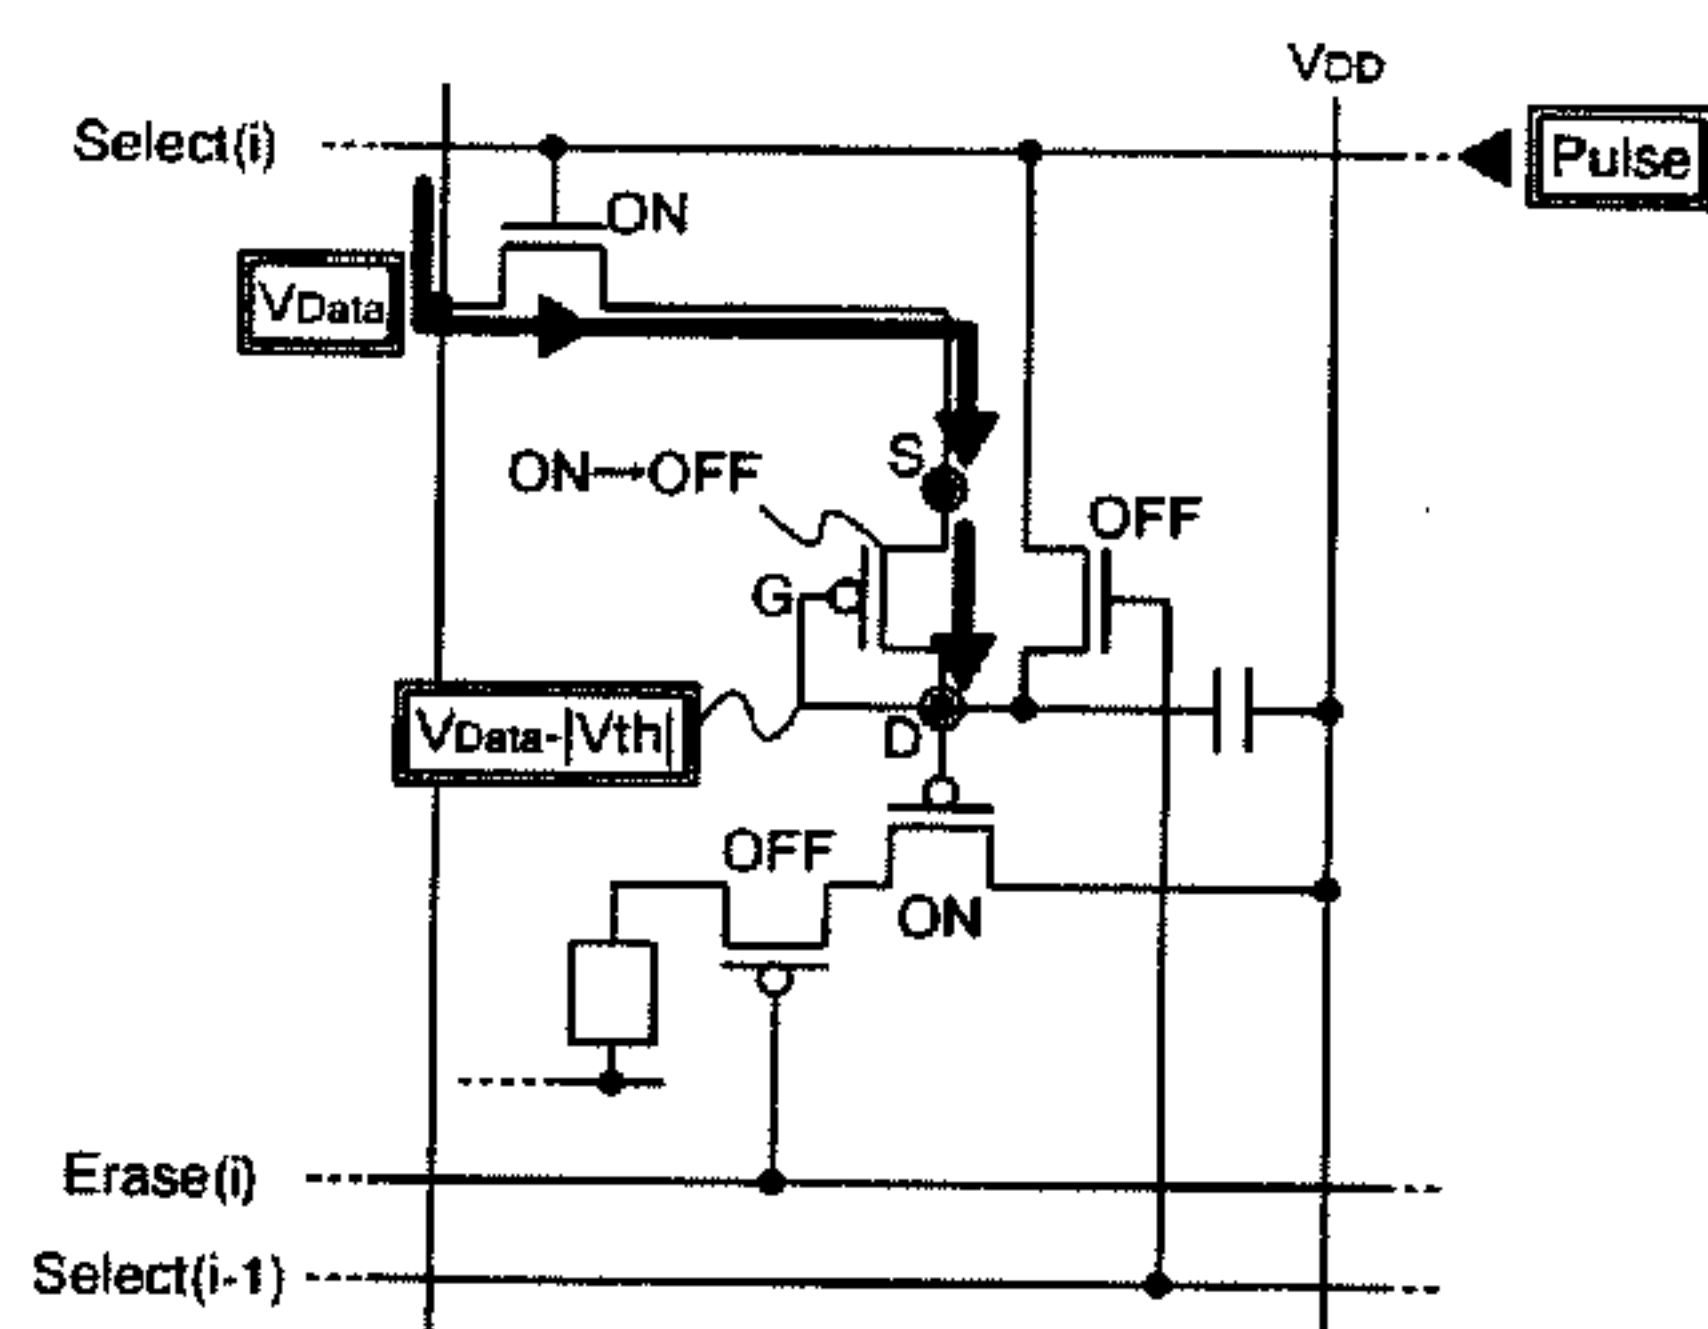 VDD
Select(i)
Pulse
ON
VData
S
ON→OFF
OFF
G
VData-|Vth|
D
OFF
ON
Erase(i)
Select(i-1)